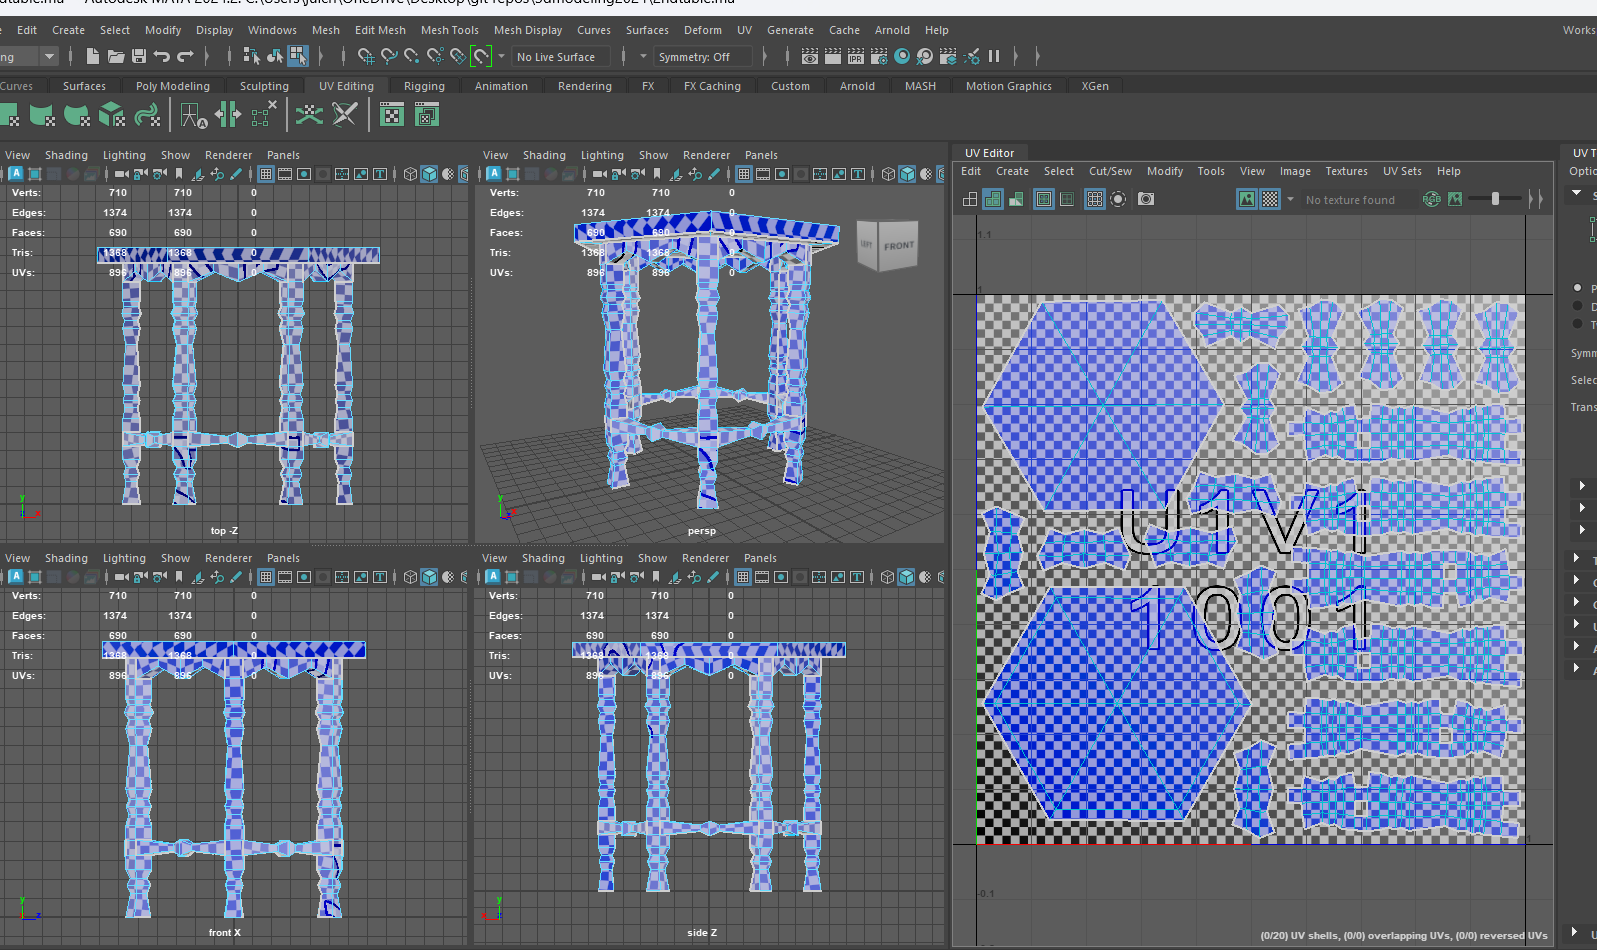 Edit Create Select Modify Display Windows Mesh Edit Mesh Mesh Tools Mesh Display Curves Surfaces Deform UV Generate Cache Arnold Help Works
ng No Live Surface Symmetry: Off
Curves Surfaces Poly Modeling Sculpting UV Editing Rigging Animation Rendering FX FX Caching Custom Arnold MASH Motion Graphics XGen
View Shading Lighting Show Renderer Panels
Verts: 710 710 0
Edges: 1374 1374 0
Faces: 690 690 0
Tris: 1368 1368 0
UVs: 896 896 0
top -Z
View Shading Lighting Show Renderer Panels
Verts: 710 710 0
Edges: 1374 1374 0
Faces: 690 690 0
Tris: 1368 1368 0
UVs: 896 896 0
LEFT FRONT
persp
View Shading Lighting Show Renderer Panels
Verts: 710 710 0
Edges: 1374 1374 0
Faces: 690 690 0
Tris: 1368 1368 0
UVs: 896 896 0
front X
View Shading Lighting Show Renderer Panels
Verts: 710 710 0
Edges: 1374 1374 0
Faces: 690 690 0
Tris: 1368 1368 0
UVs: 896 896 0
side Z
UV Editor
Edit Create Select Cut/Sew Modify Tools View Image Textures UV Sets Help
No texture found
1.1
1
U1V1
1001
1
-0.1
(0/20) UV shells, (0/0) overlapping UVs, (0/0) reversed UVs
UV T
Optic
Symm
Selec
Trans